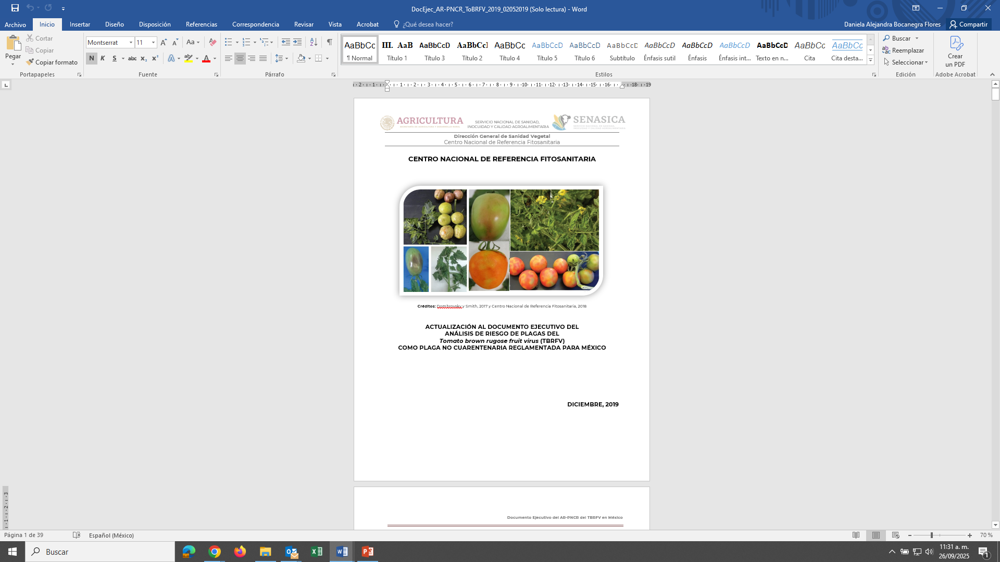 DocEjec_AR-PNCR_ToBRFV_2019_02052019 (Solo lectura) - Word
Archivo Inicio Insertar Diseño Disposición Referencias Correspondencia Revisar Vista Acrobat ¿Qué desea hacer? Daniela Alejandra Bocanegra Flores Compartir
Pegar
Cortar
Copiar
Copiar formato
Portapapeles
Montserrat 11
N K S abc x₂ x²
Fuente
Párrafo
AaBbCc III. AaB AaBbCcD AaBbCcI AaBbCc AaBbCcD AaBbCcD AaBbCcD AaBbCcD AaBbCcD AaBbCcD AaBbCcD AaBbCc AaBbCc
¶ Normal Título 1 Título 3 Título 2 Título 4 Título 5 Título 6 Subtítulo Énfasis sutil Énfasis Énfasis int... Texto en n... Cita Cita desta...
Estilos
Buscar
Reemplazar
Seleccionar
Edición
Crear
un PDF
Adobe Acrobat
2 1 1 2 3 4 5 6 7 8 9 10 11 12 13 14 15 16 18 19
AGRICULTURA
SECRETARÍA DE AGRICULTURA Y DESARROLLO RURAL
SERVICIO NACIONAL DE SANIDAD,
INOCUIDAD Y CALIDAD AGROALIMENTARIA
SENASICA
SERVICIO NACIONAL DE SANIDAD,
INOCUIDAD Y CALIDAD AGROALIMENTARIA
Dirección General de Sanidad Vegetal
Centro Nacional de Referencia Fitosanitaria
CENTRO NACIONAL DE REFERENCIA FITOSANITARIA
Créditos: Dombrovsky y Smith, 2017 y Centro Nacional de Referencia Fitosanitaria, 2018
ACTUALIZACIÓN AL DOCUMENTO EJECUTIVO DEL
ANÁLISIS DE RIESGO DE PLAGAS DEL
Tomato brown rugose fruit virus (TBRFV)
COMO PLAGA NO CUARENTENARIA REGLAMENTADA PARA MÉXICO
DICIEMBRE, 2019
Documento Ejecutivo del AR-PNCR del TBRFV en México
Página 1 de 39 Español (México) 70 %
Buscar
11:31 a. m.
26/09/2025
1